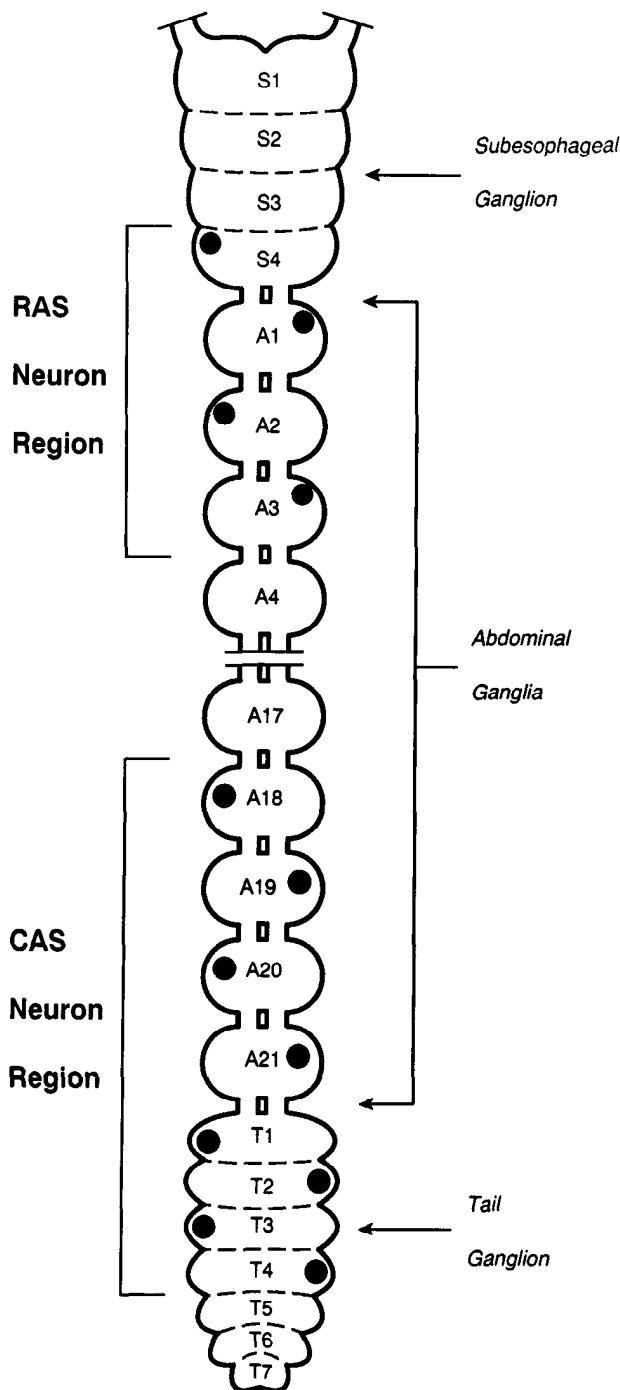 S1
S2
Subesophageal
Ganglion
S3
S4
RAS
Neuron
Region
A1
A2
A3
A4
Abdominal
Ganglia
A17
A18
A19
CAS
Neuron
Region
A20
A21
T1
T2
T3
Tail
Ganglion
T4
T5
T6
T7